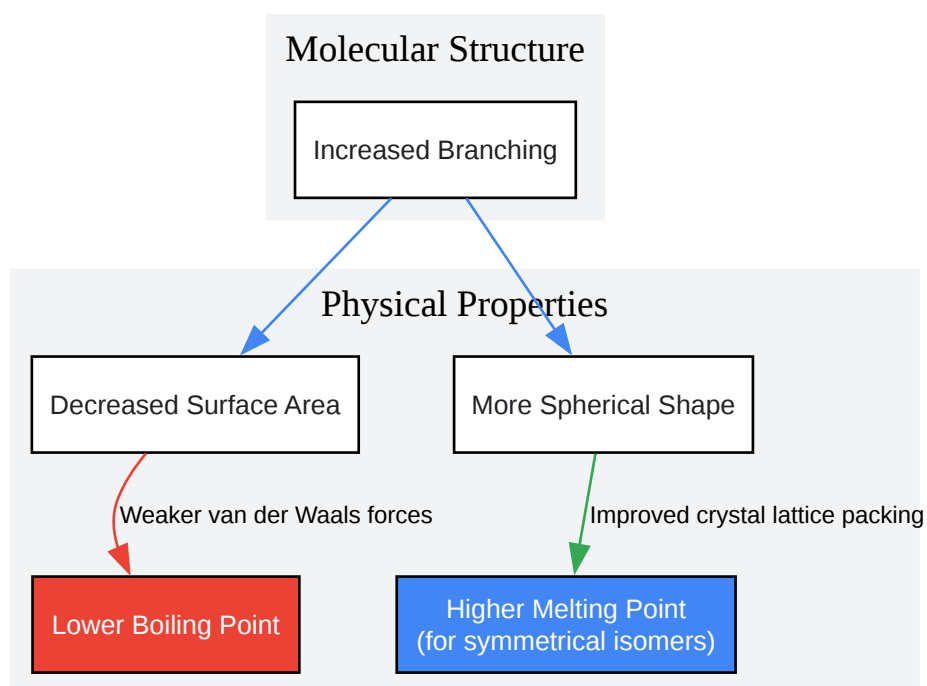 Molecular Structure
Increased Branching
Physical Properties
Decreased Surface Area
More Spherical Shape
Weaker van der Waals forces
Improved crystal lattice packing
Lower Boiling Point
Higher Melting Point
(for symmetrical isomers)